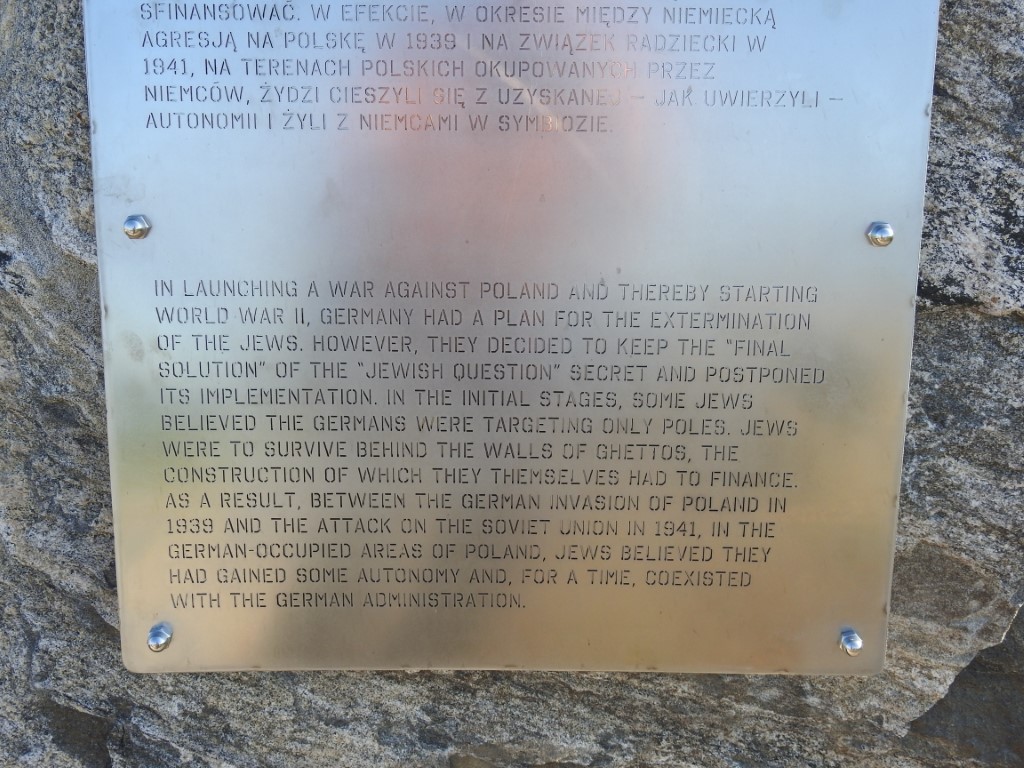 SFINANSOWAĆ. W EFEKCIE, W OKRESIE MIĘDZY NIEMIECKĄ
AGRESJĄ NA POLSKĘ W 1939 I NA ZWIĄZEK RADZIECKI W
1941, NA TERENACH POLSKICH OKUPOWANYCH PRZEZ
NIEMCÓW, ŻYDZI CIESZYLI SIĘ Z UZYSKANEJ – JAK UWIERZYLI –
AUTONOMII I ŻYLI Z NIEMCAMI W SYMBIOZIE.
IN LAUNCHING A WAR AGAINST POLAND AND THEREBY STARTING
WORLD WAR II, GERMANY HAD A PLAN FOR THE EXTERMINATION
OF THE JEWS. HOWEVER, THEY DECIDED TO KEEP THE "FINAL
SOLUTION" OF THE "JEWISH QUESTION" SECRET AND POSTPONED
ITS IMPLEMENTATION. IN THE INITIAL STAGES, SOME JEWS
BELIEVED THE GERMANS WERE TARGETING ONLY POLES. JEWS
WERE TO SURVIVE BEHIND THE WALLS OF GHETTOS, THE
CONSTRUCTION OF WHICH THEY THEMSELVES HAD TO FINANCE.
AS A RESULT, BETWEEN THE GERMAN INVASION OF POLAND IN
1939 AND THE ATTACK ON THE SOVIET UNION IN 1941, IN THE
GERMAN-OCCUPIED AREAS OF POLAND, JEWS BELIEVED THEY
HAD GAINED SOME AUTONOMY AND, FOR A TIME, COEXISTED
WITH THE GERMAN ADMINISTRATION.